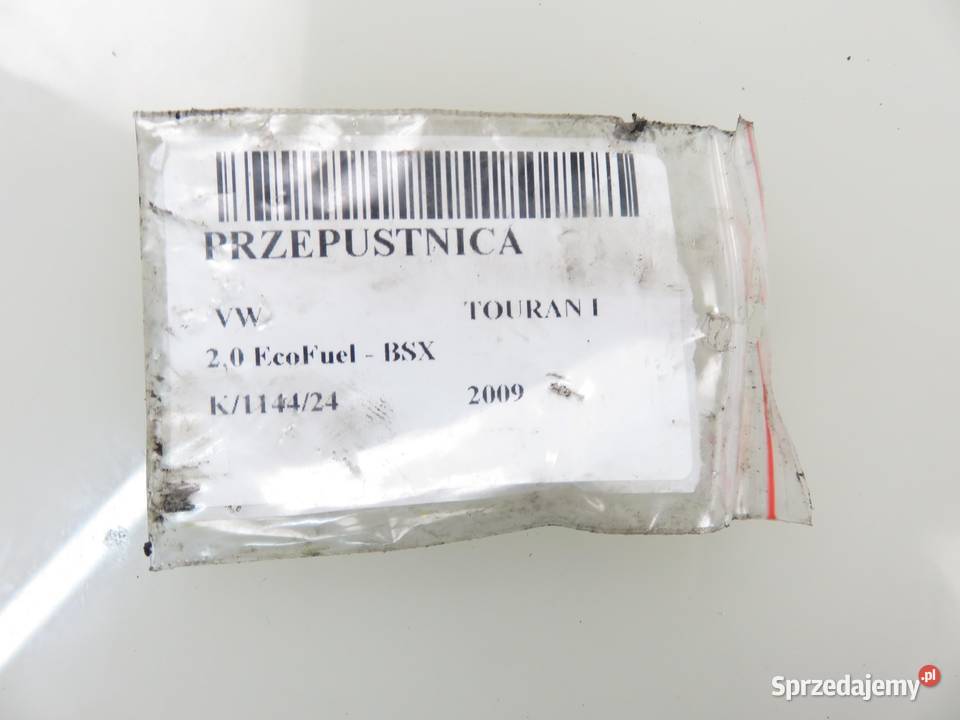 PRZEPUSTNICA
VW TOURAN I
2,0 EcoFuel - BSX
K/1144/24 2009
Sprzedajemy.pl